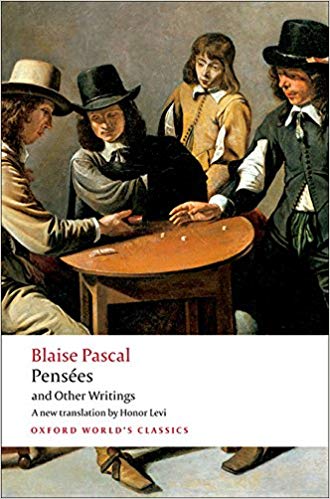 Blaise Pascal
Pensées
and Other Writings
A new translation by Honor Levi
OXFORD WORLD'S CLASSICS